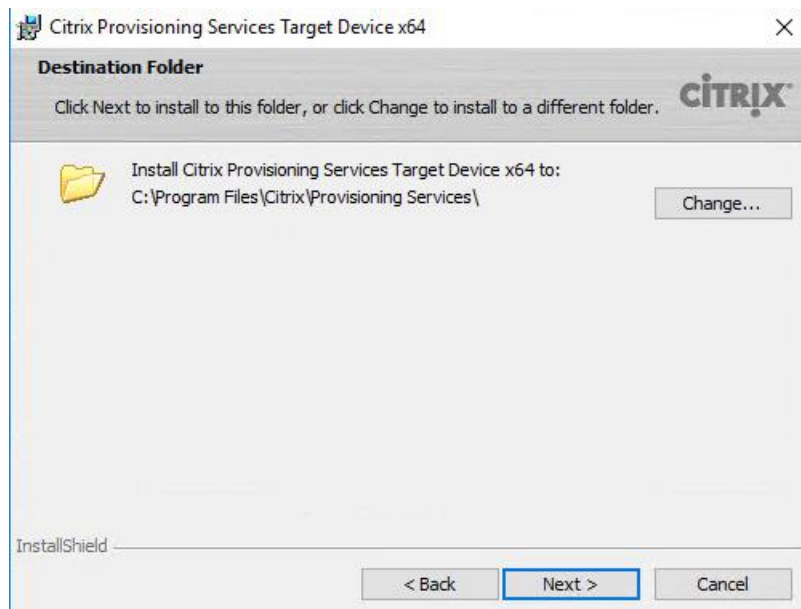 Citrix Provisioning Services Target Device x64
Destination Folder
Click Next to install to this folder, or click Change to install to a different folder.
CİTRIX
Install Citrix Provisioning Services Target Device x64 to:
C:\Program Files\Citrix\Provisioning Services\
Change...
InstallShield
< Back
Next >
Cancel